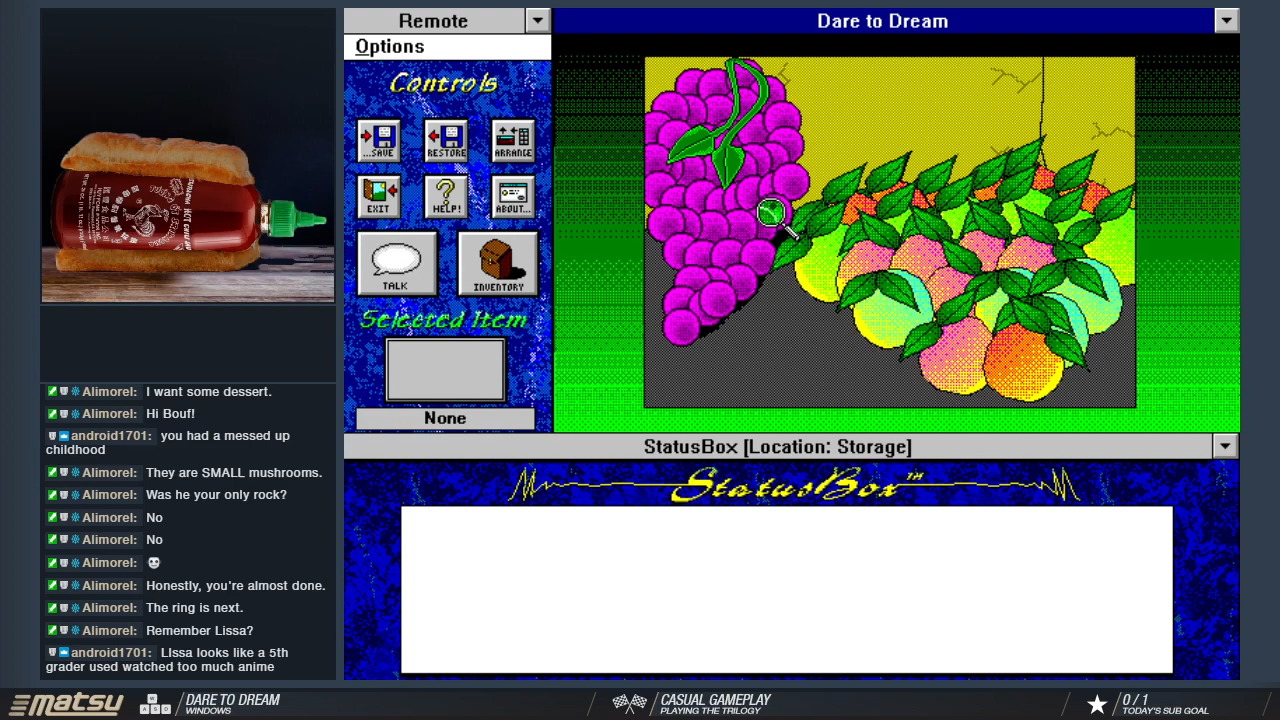 Remote
Dare to Dream
Options
Controls
...SAVE
RESTORE
ARRANGE
EXIT
HELP!
ABOUT...
TALK
INVENTORY
Selected Item
None
StatusBox [Location: Storage]
StatusBox™
Alimorel: I want some dessert.
Alimorel: Hi Bouf!
android1701: you had a messed up
childhood
Alimorel: They are SMALL mushrooms.
Alimorel: Was he your only rock?
Alimorel: No
Alimorel: No
Alimorel:
Alimorel: Honestly, you're almost done.
Alimorel: The ring is next.
Alimorel: Remember Lissa?
android1701: LIssa looks like a 5th
grader used watched too much anime
MATSU
W
A S D
DARE TO DREAM
WINDOWS
CASUAL GAMEPLAY
PLAYING THE TRILOGY
0 / 1
TODAY'S SUB GOAL